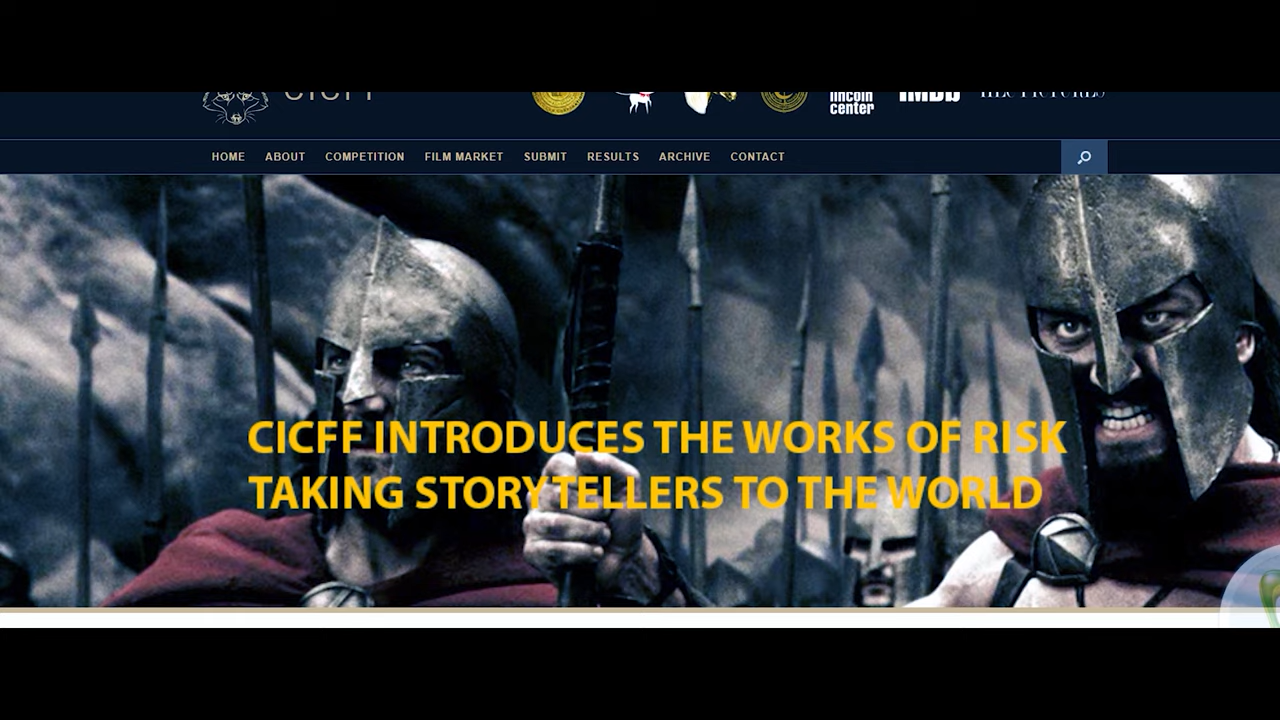 CICFF
lincoln
center
IMDb
HOME ABOUT COMPETITION FILM MARKET SUBMIT RESULTS ARCHIVE CONTACT
CICFF INTRODUCES THE WORKS OF RISK
TAKING STORYTELLERS TO THE WORLD